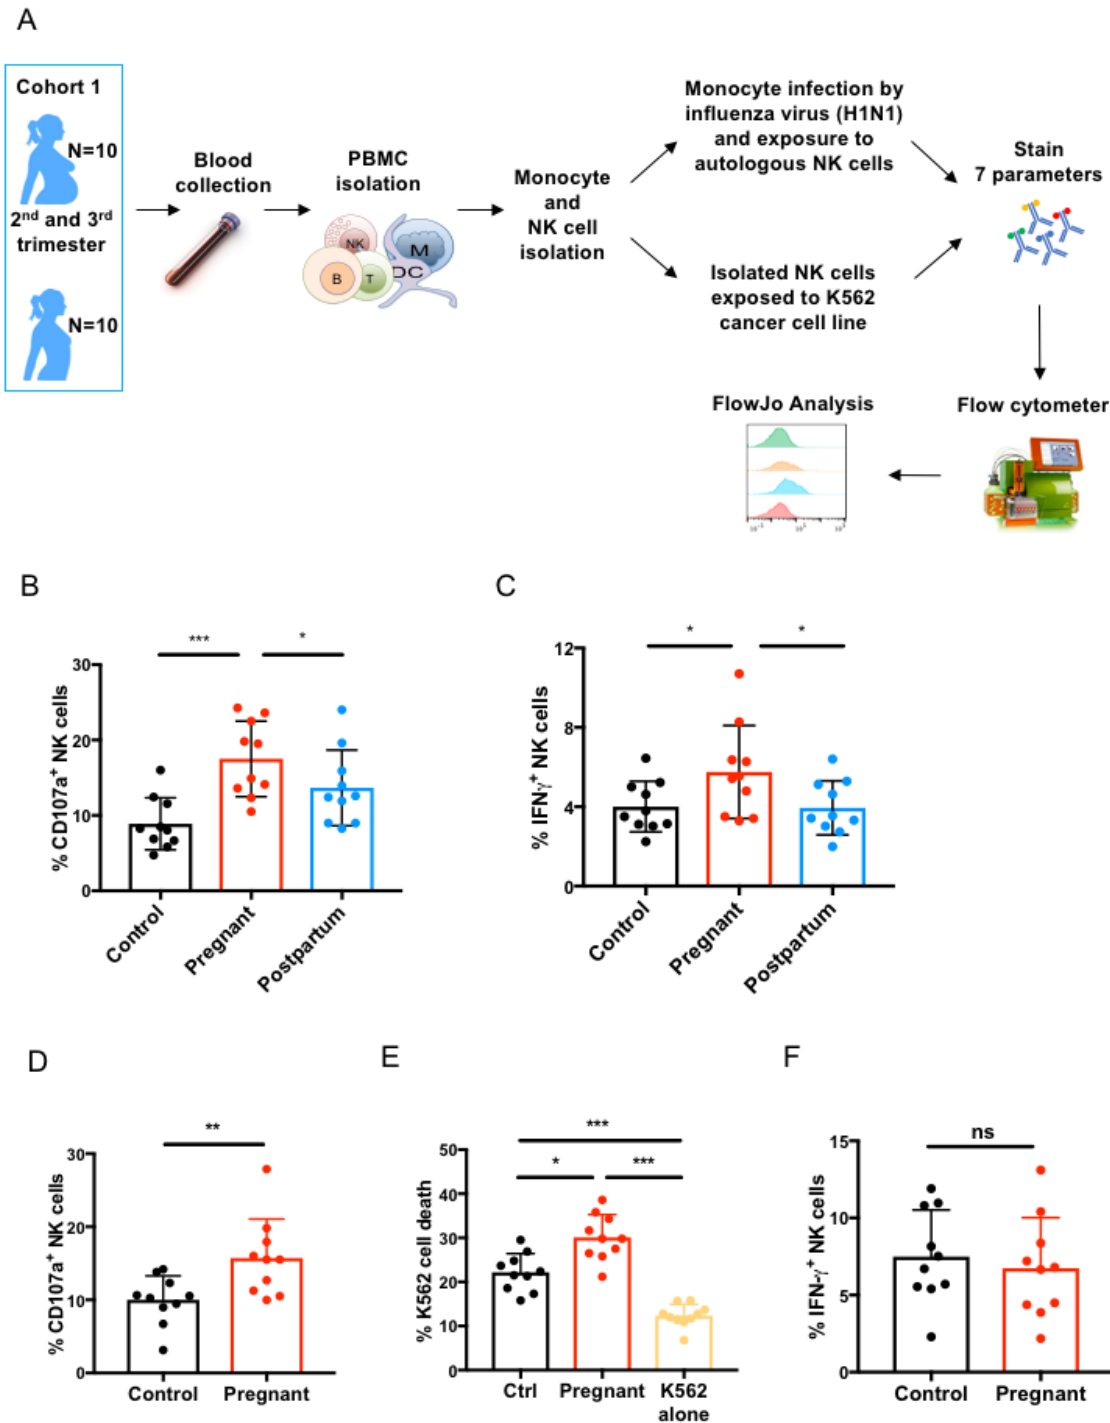 A
Cohort 1
N=10
2nd and 3rd
trimester
N=10
Blood
collection
PBMC
isolation
NK
M
B
T
DC
Monocyte
and
NK cell
isolation
Monocyte infection by
influenza virus (H1N1)
and exposure to
autologous NK cells
Isolated NK cells
exposed to K562
cancer cell line
Stain
7 parameters
FlowJo Analysis
Flow cytometer
B
% CD107a+ NK cells
30
20
10
0
***
*
Control
Pregnant
Postpartum
C
% IFNγ+ NK cells
12
8
4
0
*
*
Control
Pregnant
Postpartum
D
% CD107a+ NK cells
30
20
10
0
**
Control
Pregnant
E
% K562 cell death
50
40
30
20
10
0
***
*
***
Ctrl
Pregnant
K562
alone
F
% IFN-γ+ NK cells
15
10
5
0
ns
Control
Pregnant